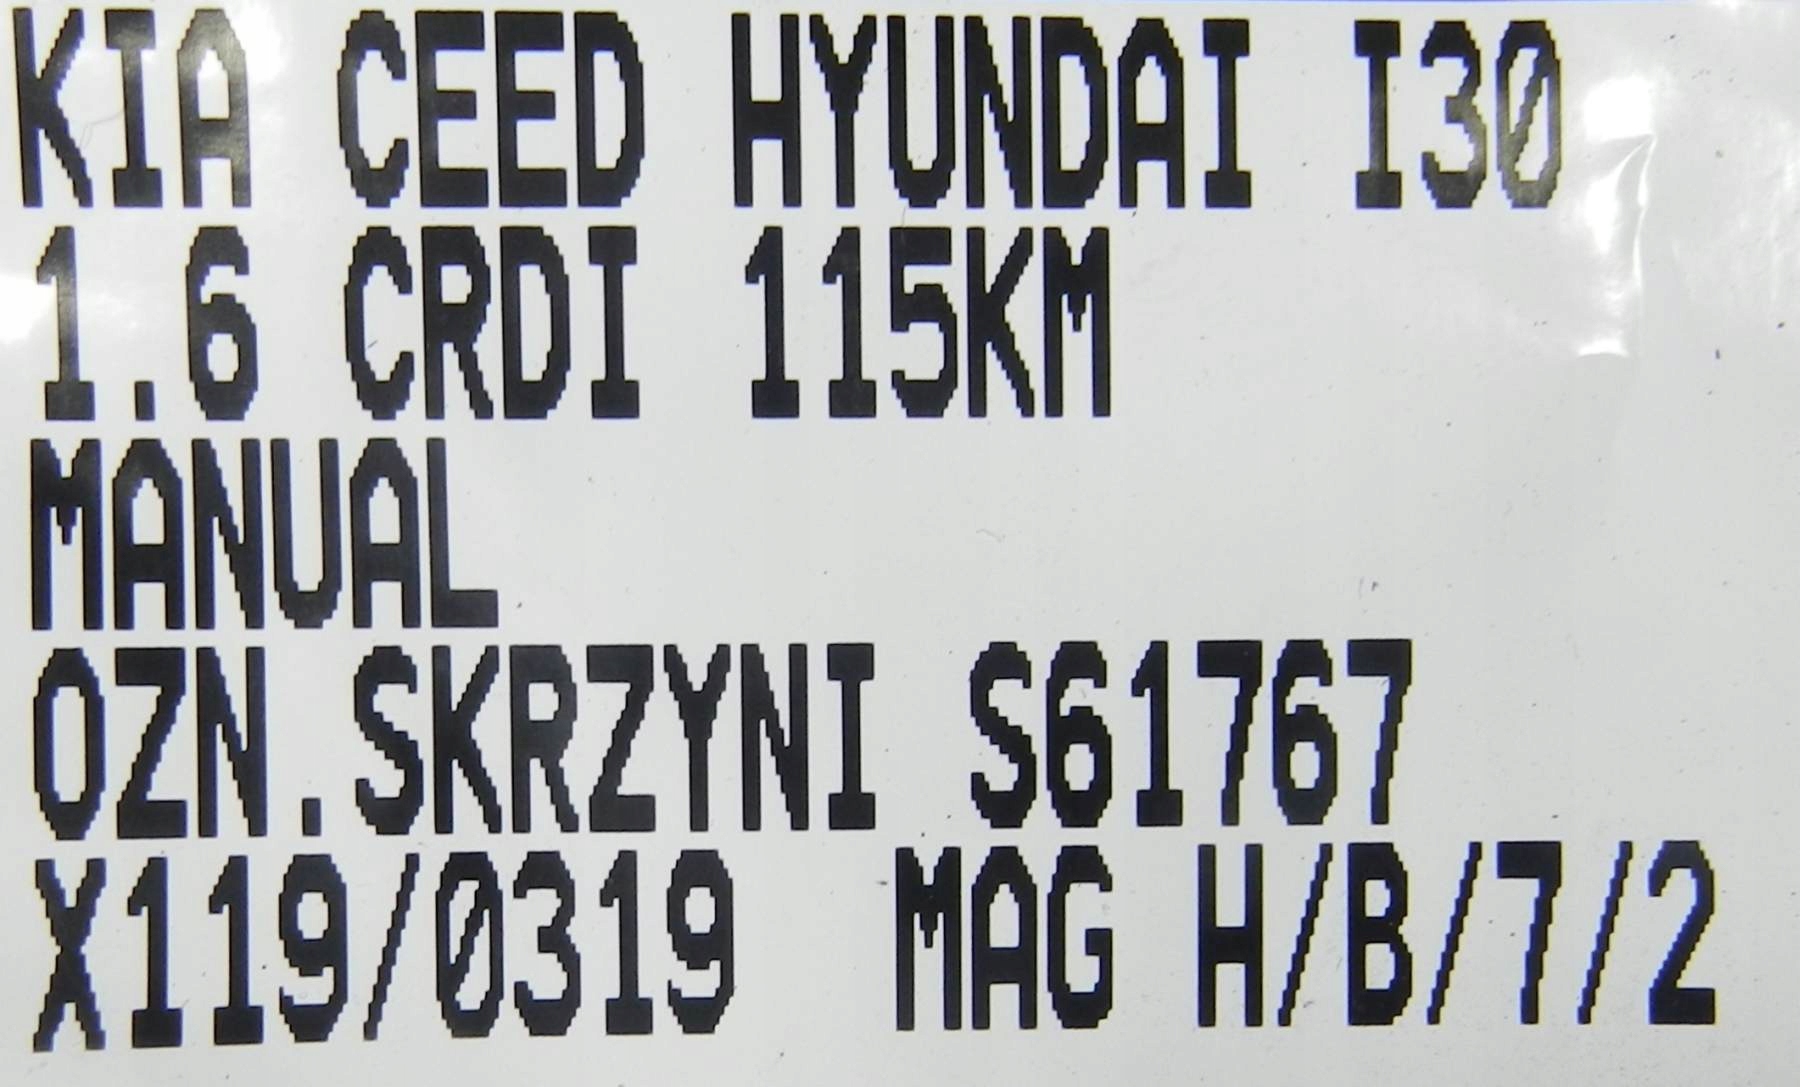 KIA CEED HYUNDAI I30
1.6 CRDI 115KM
MANUAL
OZN.SKRZYNI S61767
X119/0319 MAG H/B/7/2